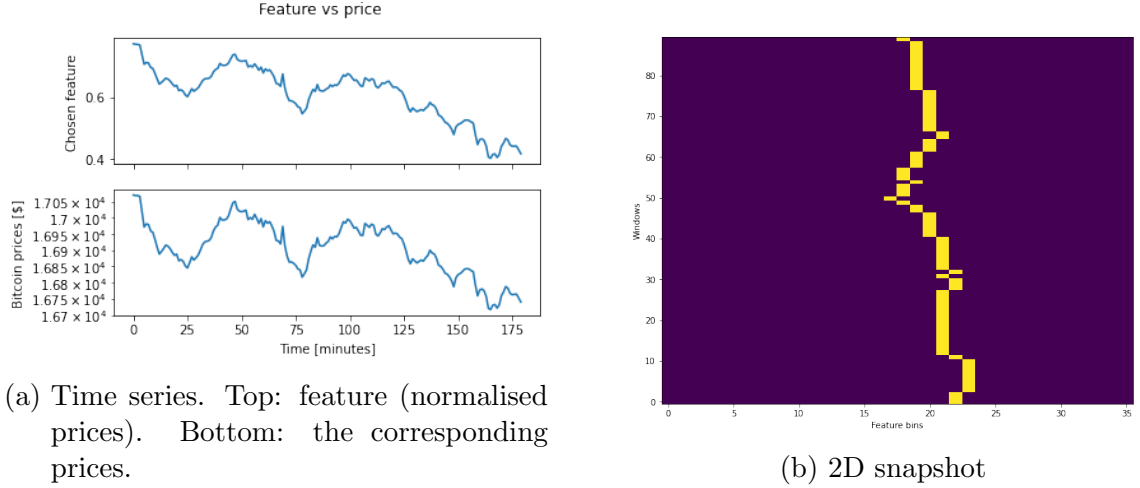 Feature vs price
Chosen feature
0.6
0.4
Bitcoin prices [$]
1.705 × 10⁴
1.7 × 10⁴
1.695 × 10⁴
1.69 × 10⁴
1.685 × 10⁴
1.68 × 10⁴
1.675 × 10⁴
1.67 × 10⁴
0 25 50 75 100 125 150 175
Time [minutes]
(a) Time series. Top: feature (normalised
prices). Bottom: the corresponding
prices.
Windows
80
70
60
50
40
30
20
10
0
0 5 10 15 20 25 30 35
Feature bins
(b) 2D snapshot